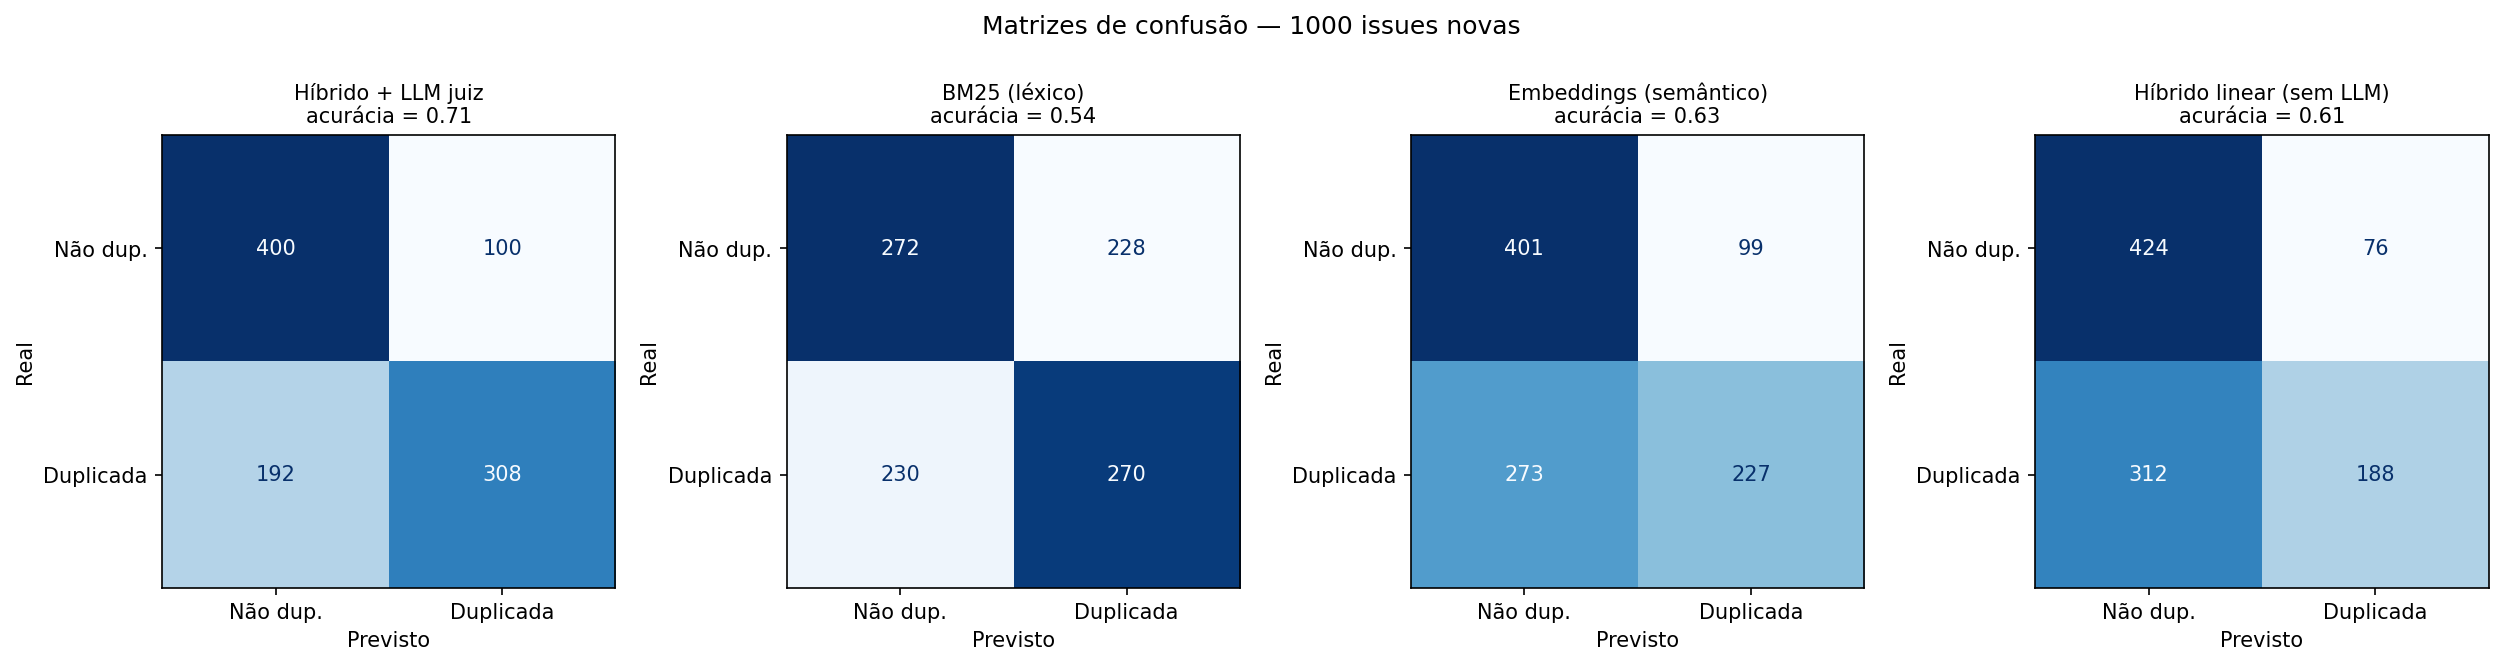 Matrizes de confusão — 1000 issues novas
Híbrido + LLM juiz
acurácia = 0.71
Real
Não dup.
400
100
Duplicada
192
308
Não dup.
Duplicada
Previsto
BM25 (léxico)
acurácia = 0.54
Real
Não dup.
272
228
Duplicada
230
270
Não dup.
Duplicada
Previsto
Embeddings (semântico)
acurácia = 0.63
Real
Não dup.
401
99
Duplicada
273
227
Não dup.
Duplicada
Previsto
Híbrido linear (sem LLM)
acurácia = 0.61
Real
Não dup.
424
76
Duplicada
312
188
Não dup.
Duplicada
Previsto